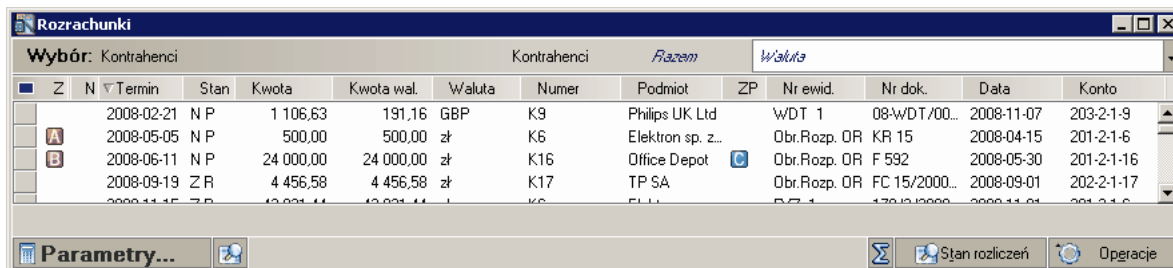 Rozrachunki
Wybór: Kontrahenci Kontrahenci Razem Waluta
Z N Termin Stan Kwota Kwota wal. Waluta Numer Podmiot ZP Nr ewid. Nr dok. Data Konto
2008-02-21 N P 1 106,63 191,16 GBP K9 Philips UK Ltd WDT 1 08-WDT/00... 2008-11-07 203-2-1-9
A 2008-05-05 N P 500,00 500,00 zł K6 Elektron sp. z... Obr.Rozp. OR KR 15 2008-04-15 201-2-1-6
B 2008-06-11 N P 24 000,00 24 000,00 zł K16 Office Depot C Obr.Rozp. OR F 592 2008-05-30 201-2-1-16
2008-09-19 Z R 4 456,58 4 456,58 zł K17 TP SA Obr.Rozp. OR FC 15/2000... 2008-09-01 202-2-1-17
Parametry... Σ Stan rozliczeń Operacje